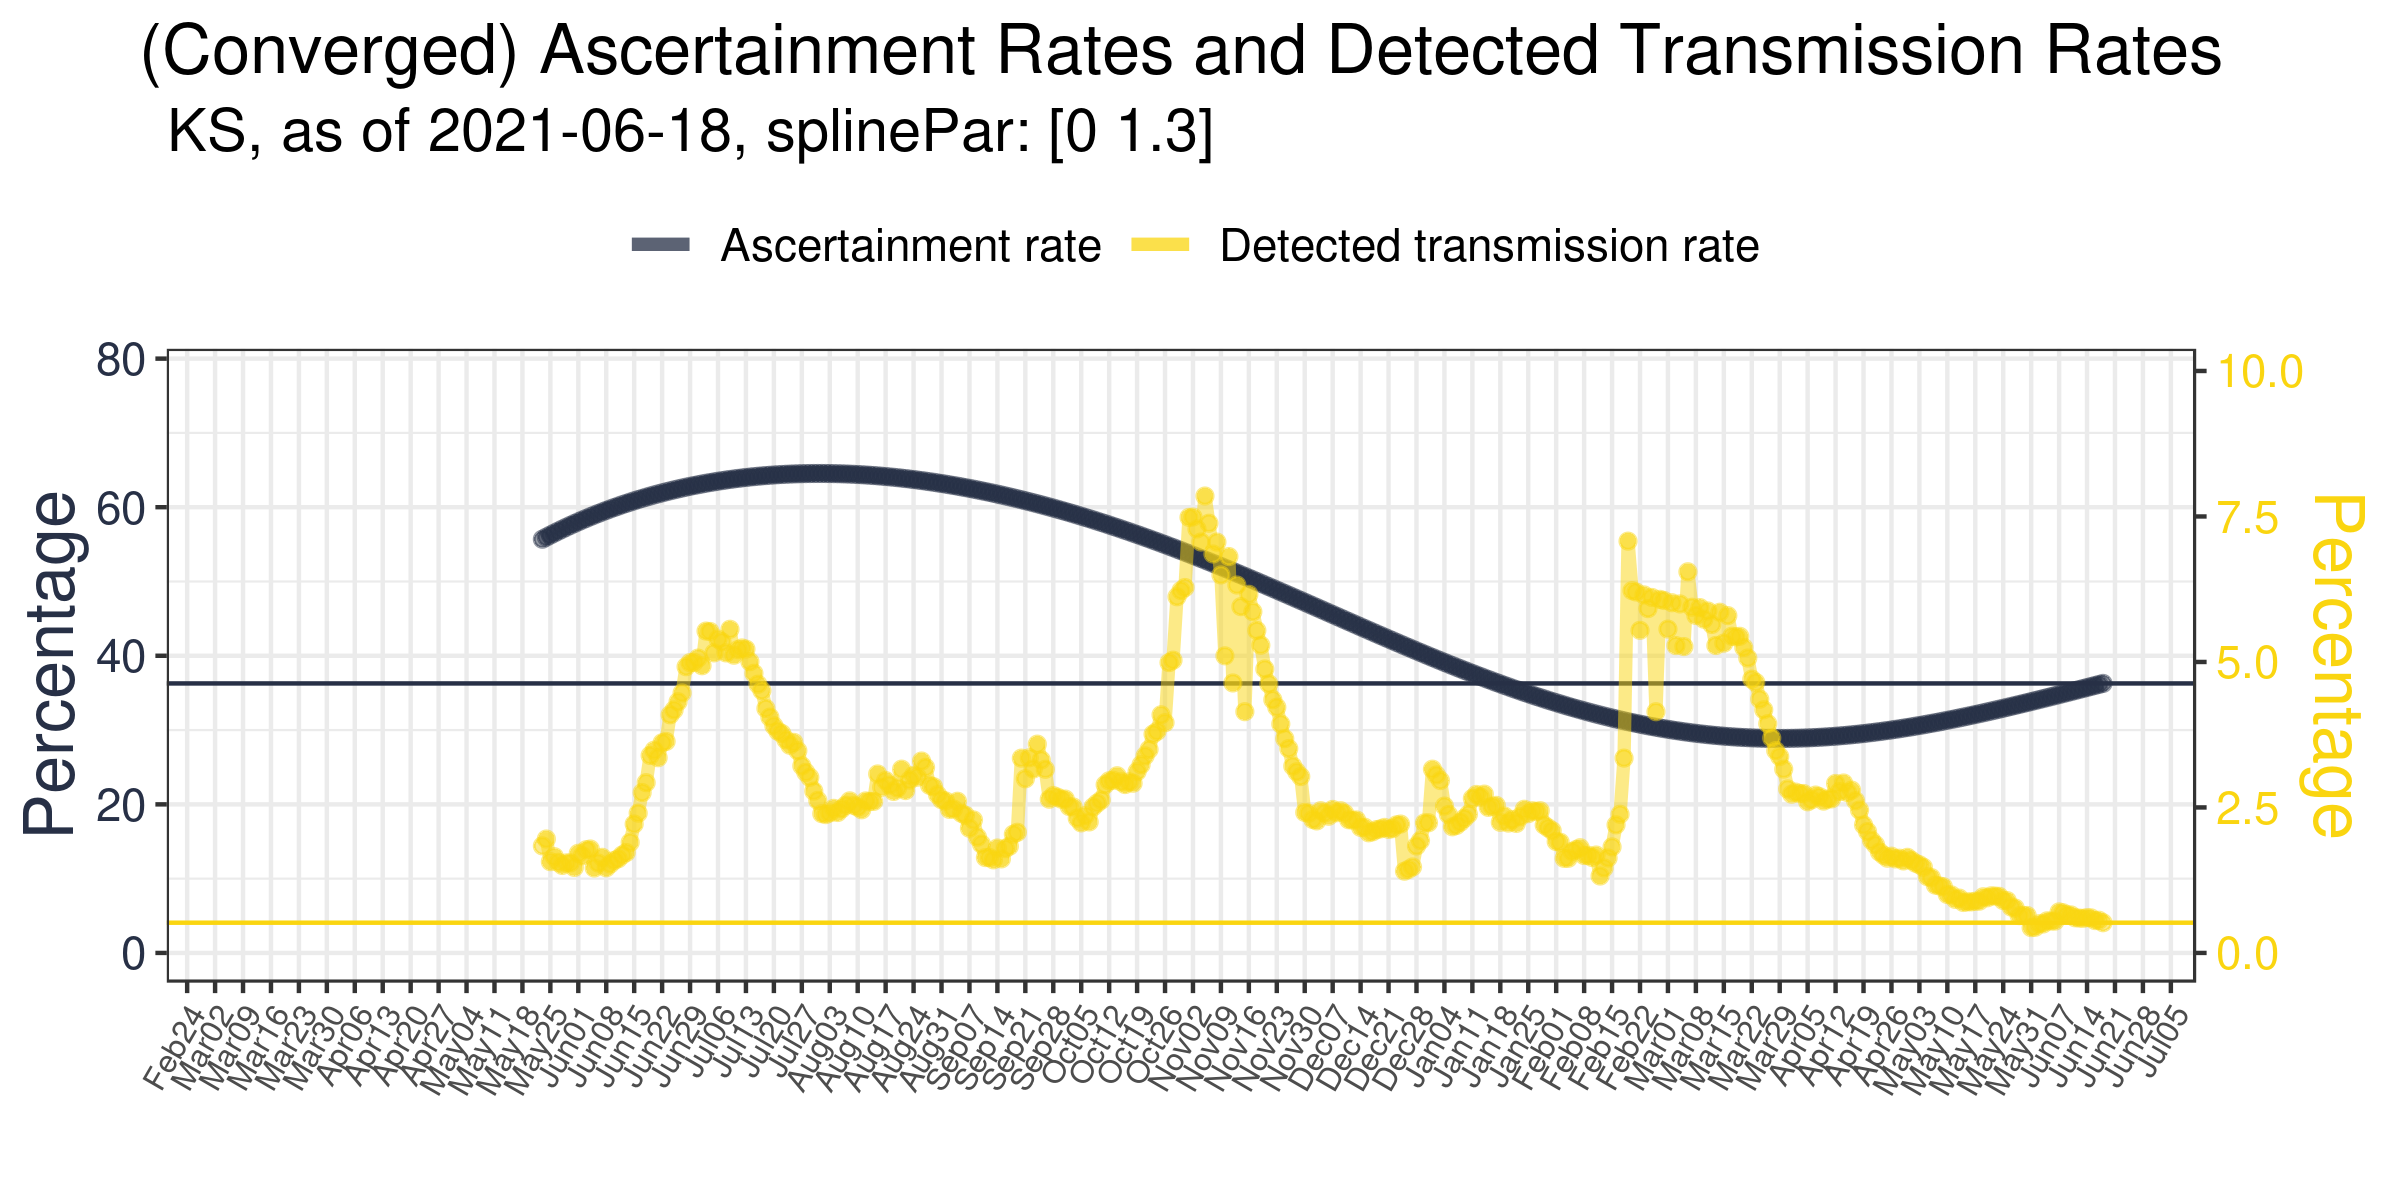 (Converged) Ascertainment Rates and Detected Transmission Rates
KS, as of 2021-06-18, splinePar: [0 1.3]
Ascertainment rate
Detected transmission rate
Percentage
80
60
40
20
0
10.0
7.5
5.0
2.5
0.0
Percentage
Feb24
Mar02
Mar09
Mar16
Mar23
Mar30
Apr06
Apr13
Apr20
Apr27
May04
May11
May18
May25
Jun01
Jun08
Jun15
Jun22
Jun29
Jul06
Jul13
Jul20
Jul27
Aug03
Aug10
Aug17
Aug24
Aug31
Sep07
Sep14
Sep21
Sep28
Oct05
Oct12
Oct19
Oct26
Nov02
Nov09
Nov16
Nov23
Nov30
Dec07
Dec14
Dec21
Dec28
Jan04
Jan11
Jan18
Jan25
Feb01
Feb08
Feb15
Feb22
Mar01
Mar08
Mar15
Mar22
Mar29
Apr05
Apr12
Apr19
Apr26
May03
May10
May17
May24
May31
Jun07
Jun14
Jun21
Jun28
Jul05